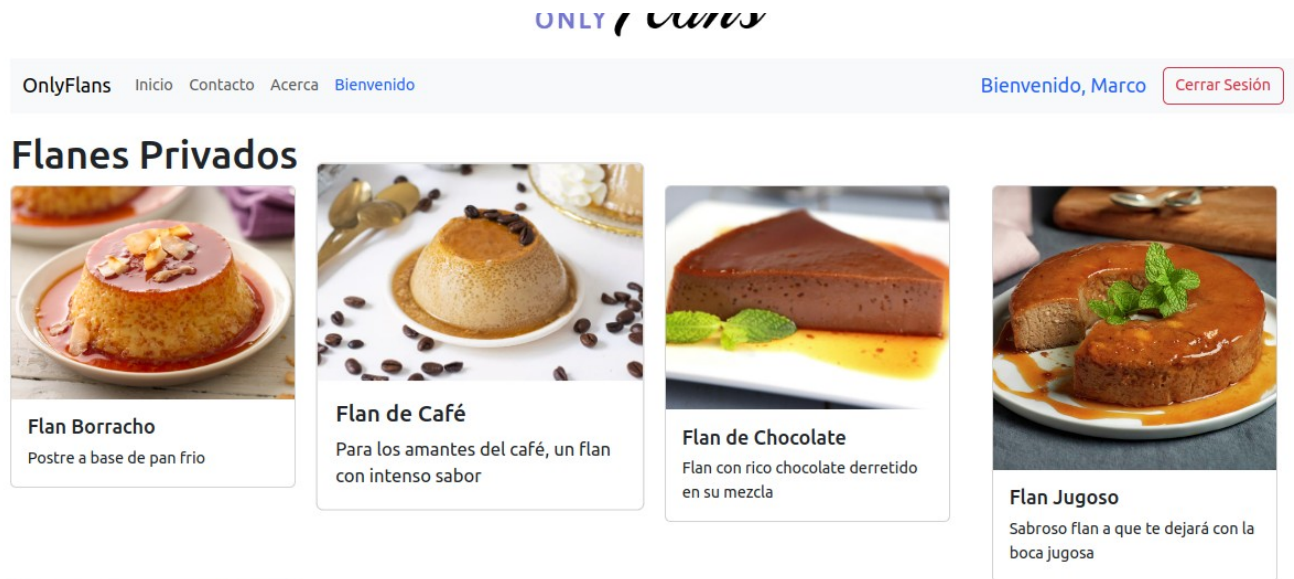 ONLY Flans
OnlyFlans Inicio Contacto Acerca Bienvenido Bienvenido, Marco Cerrar Sesión
Flanes Privados
Flan Borracho
Postre a base de pan frio
Flan de Café
Para los amantes del café, un flan
con intenso sabor
Flan de Chocolate
Flan con rico chocolate derretido
en su mezcla
Flan Jugoso
Sabroso flan a que te dejará con la
boca jugosa